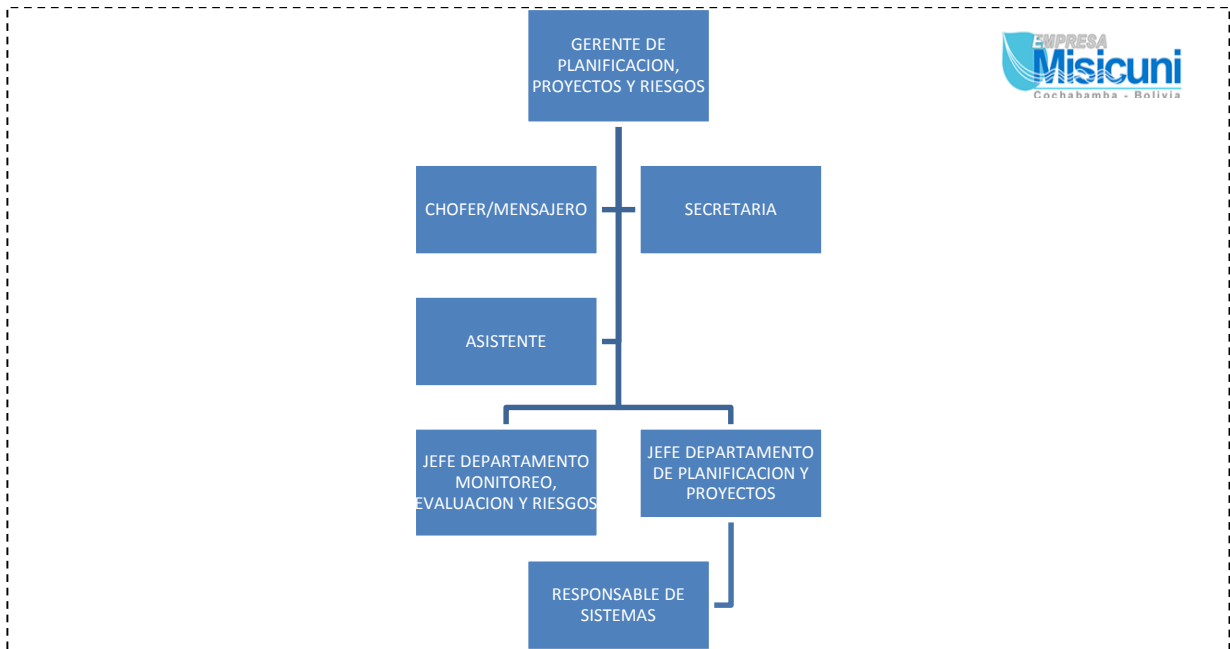 GERENTE DE
PLANIFICACION,
PROYECTOS Y RIESGOS
EMPRESA
Misicuni
Cochabamba - Bolivia
CHOFER/MENSAJERO
SECRETARIA
ASISTENTE
JEFE DEPARTAMENTO
MONITOREO,
EVALUACION Y RIESGOS
JEFE DEPARTAMENTO
DE PLANIFICACION Y
PROYECTOS
RESPONSABLE DE
SISTEMAS